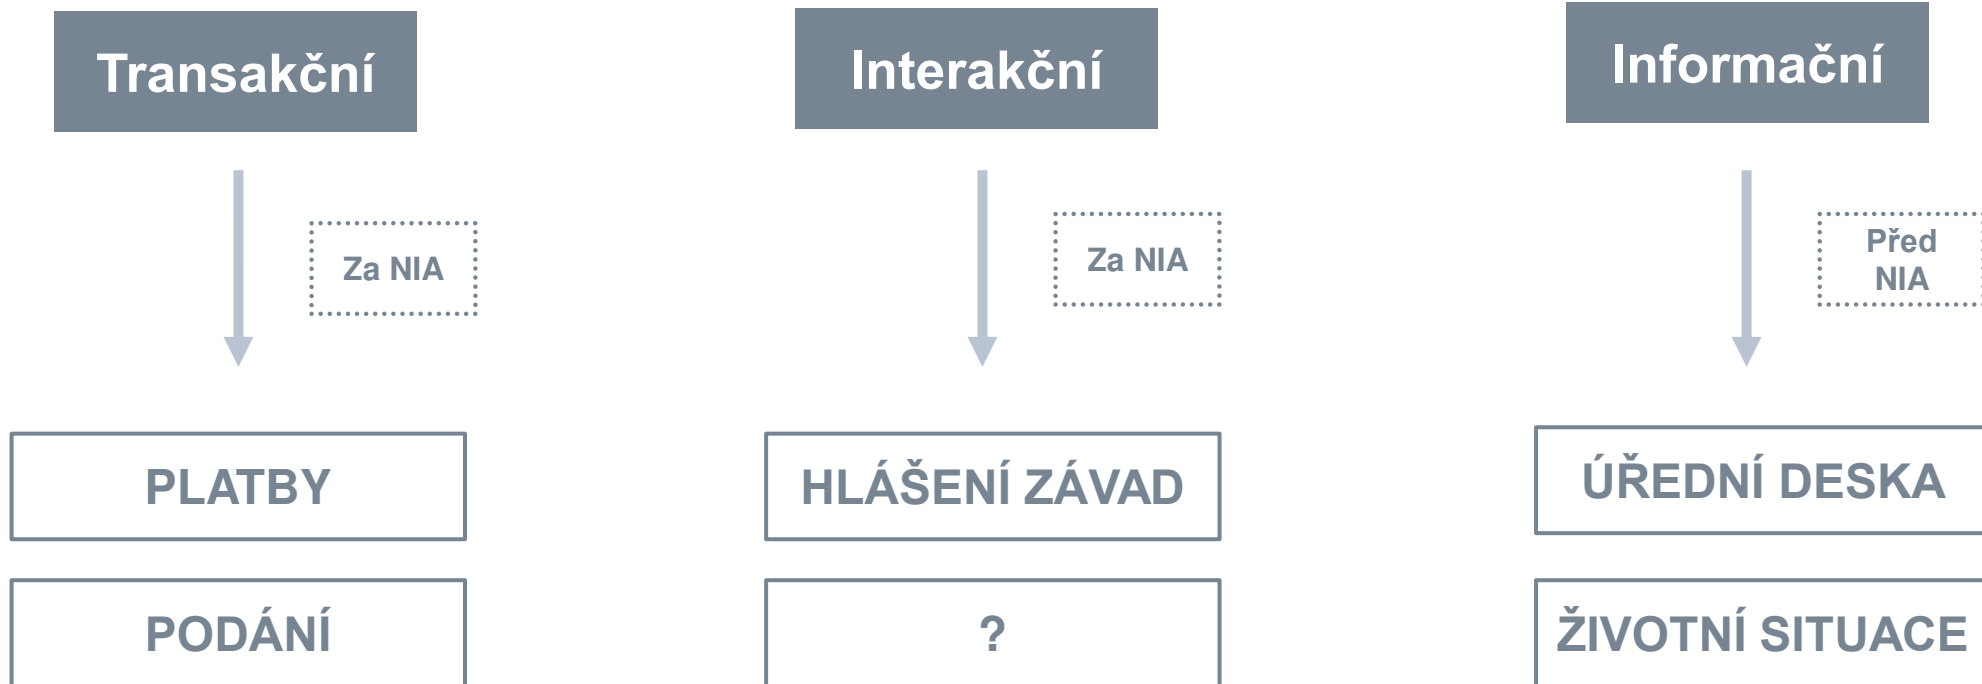 Transakční
Interakční
Informační
Za NIA
Za NIA
Před
NIA
PLATBY
HLÁŠENÍ ZÁVAD
ÚŘEDNÍ DESKA
PODÁNÍ
?
ŽIVOTNÍ SITUACE